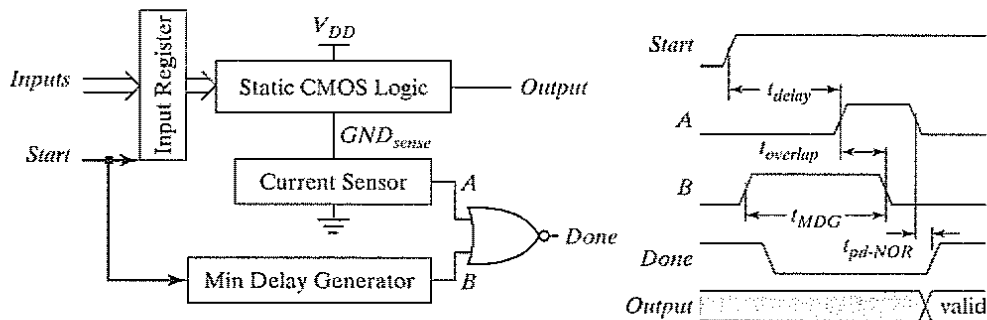 Inputs
Start
Input Register
V_DD
Static CMOS Logic
Output
GND_sense
Current Sensor
A
Min Delay Generator
B
Done
Start
t_delay
A
t_overlap
B
t_MDG
t_pd-NOR
Done
Output
valid